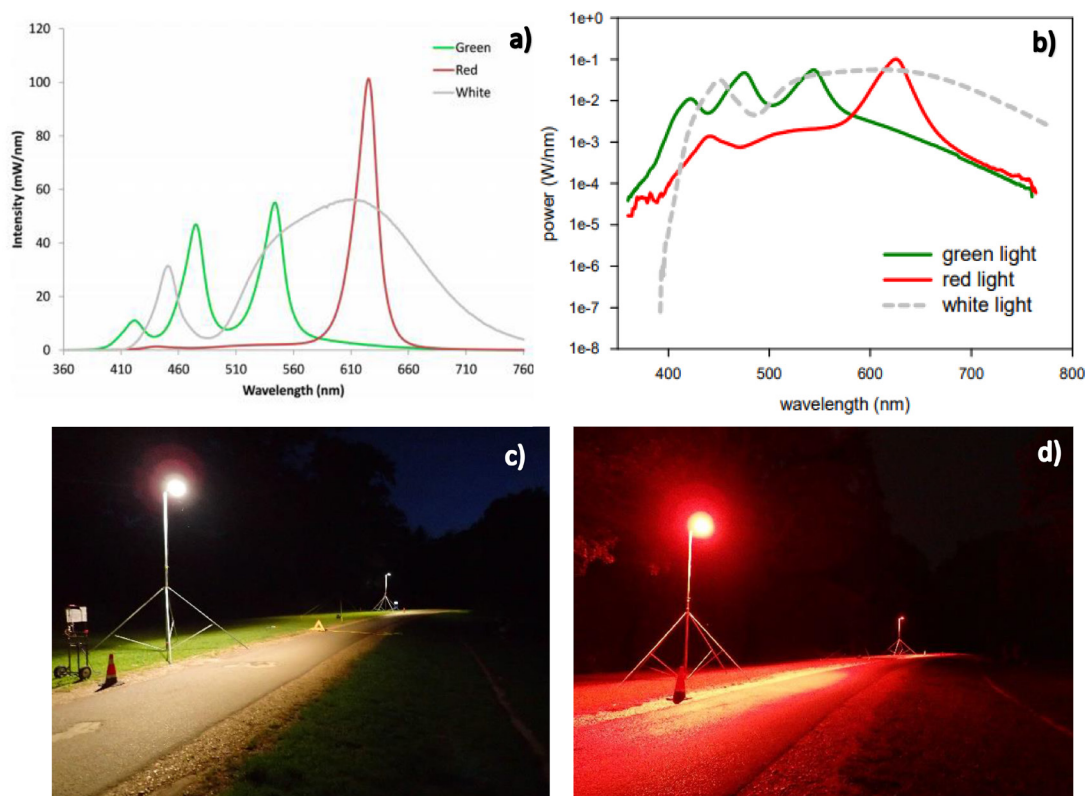 a)
120
100
80
60
40
20
0
Intensity (mW/nm)
Green
Red
White
360 410 460 510 560 610 660 710 760
Wavelength (nm)
b)
1e+0
1e-1
1e-2
1e-3
1e-4
1e-5
1e-6
1e-7
1e-8
power (W/nm)
green light
red light
white light
400 500 600 700 800
wavelength (nm)
c)
d)